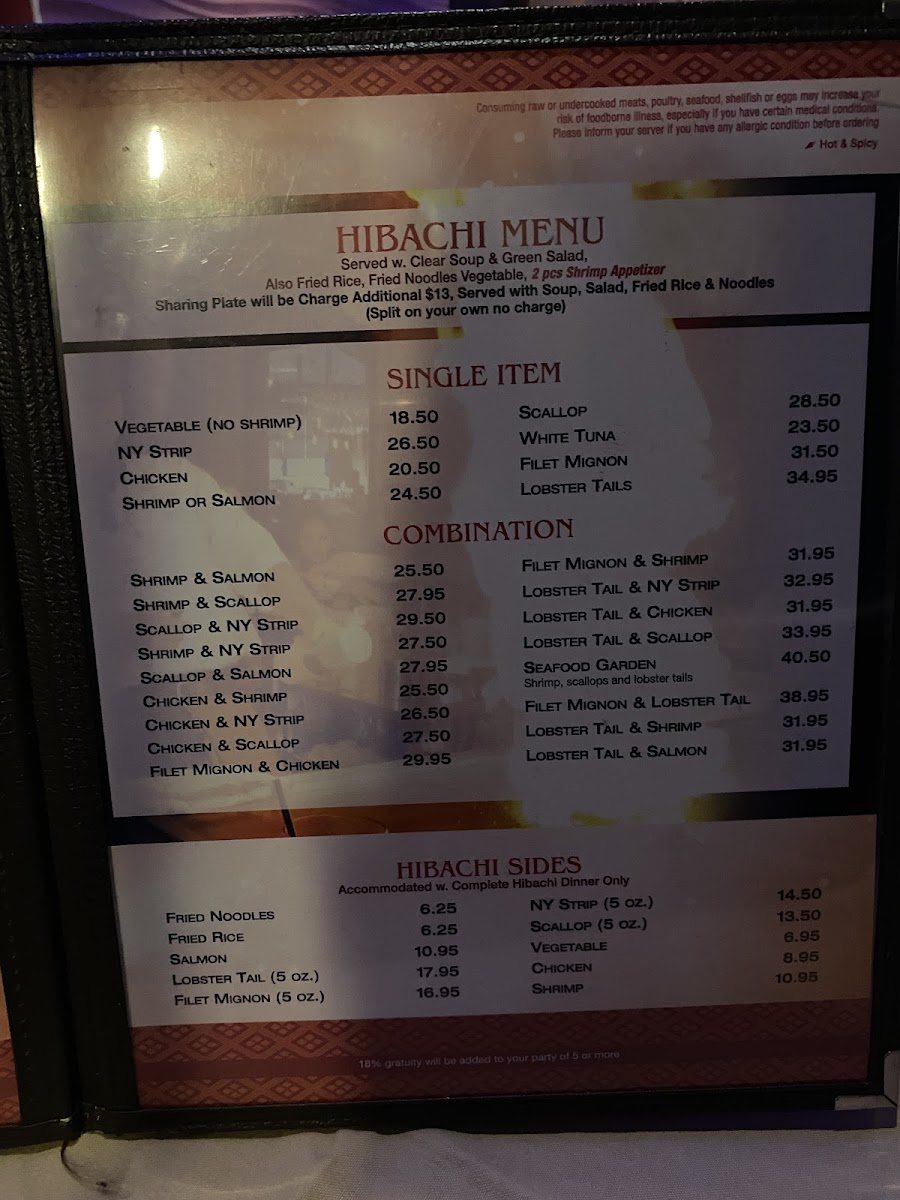 Consuming raw or undercooked meats, poultry, seafood, shellfish or eggs may increase your
risk of foodborne illness, especially if you have certain medical conditions.
Please inform your server if you have any allergic condition before ordering
Hot & Spicy
HIBACHI MENU
Served w. Clear Soup & Green Salad,
Also Fried Rice, Fried Noodles Vegetable, 2 pcs Shrimp Appetizer
Sharing Plate will be Charge Additional $13, Served with Soup, Salad, Fried Rice & Noodles
(Split on your own no charge)
SINGLE ITEM
VEGETABLE (NO SHRIMP) 18.50
NY STRIP 26.50
CHICKEN 20.50
SHRIMP OR SALMON 24.50
SCALLOP 28.50
WHITE TUNA 23.50
FILET MIGNON 31.50
LOBSTER TAILS 34.95
COMBINATION
SHRIMP & SALMON 25.50
SHRIMP & SCALLOP 27.95
SCALLOP & NY STRIP 29.50
SHRIMP & NY STRIP 27.50
SCALLOP & SALMON 27.95
CHICKEN & SHRIMP 25.50
CHICKEN & NY STRIP 26.50
CHICKEN & SCALLOP 27.50
FILET MIGNON & CHICKEN 29.95
FILET MIGNON & SHRIMP 31.95
LOBSTER TAIL & NY STRIP 32.95
LOBSTER TAIL & CHICKEN 31.95
LOBSTER TAIL & SCALLOP 33.95
SEAFOOD GARDEN 40.50
Shrimp, scallops and lobster tails
FILET MIGNON & LOBSTER TAIL 38.95
LOBSTER TAIL & SHRIMP 31.95
LOBSTER TAIL & SALMON 31.95
HIBACHI SIDES
Accommodated w. Complete Hibachi Dinner Only
FRIED NOODLES 6.25
FRIED RICE 6.25
SALMON 10.95
LOBSTER TAIL (5 OZ.) 17.95
FILET MIGNON (5 OZ.) 16.95
NY STRIP (5 OZ.) 14.50
SCALLOP (5 OZ.) 13.50
VEGETABLE 6.95
CHICKEN 8.95
SHRIMP 10.95
18% gratuity will be added to your party of 5 or more